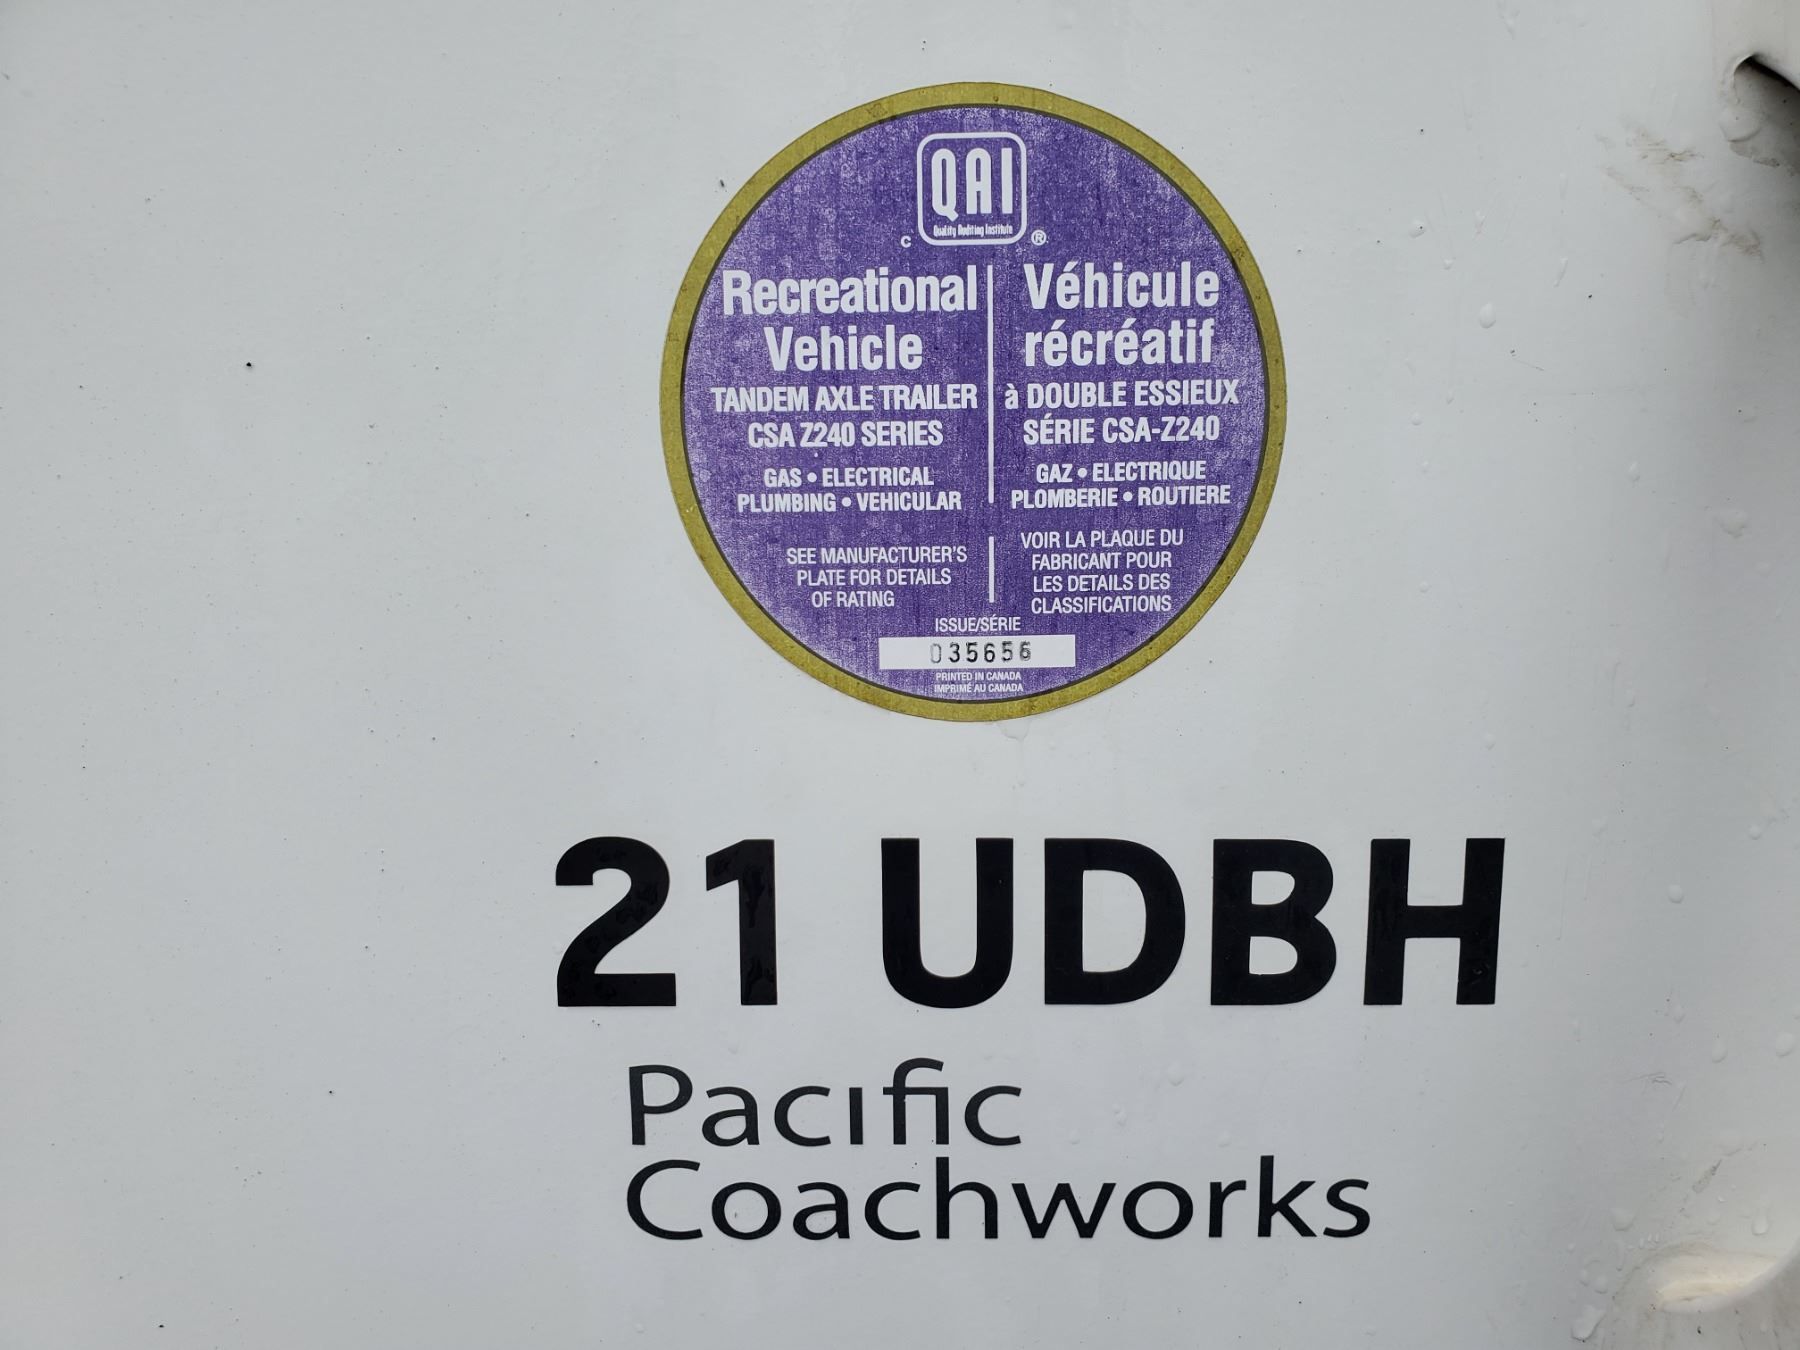 QAI
Quality Auditing Institute
C ®
Recreational
Vehicle
TANDEM AXLE TRAILER
CSA Z240 SERIES
GAS • ELECTRICAL
PLUMBING • VEHICULAR
SEE MANUFACTURER'S
PLATE FOR DETAILS
OF RATING
Véhicule
récréatif
à DOUBLE ESSIEUX
SÉRIE CSA-Z240
GAZ • ELECTRIQUE
PLOMBERIE • ROUTIERE
VOIR LA PLAQUE DU
FABRICANT POUR
LES DETAILS DES
CLASSIFICATIONS
ISSUE/SÉRIE
035656
PRINTED IN CANADA
IMPRIMÉ AU CANADA
21 UDBH
Pacific
Coachworks